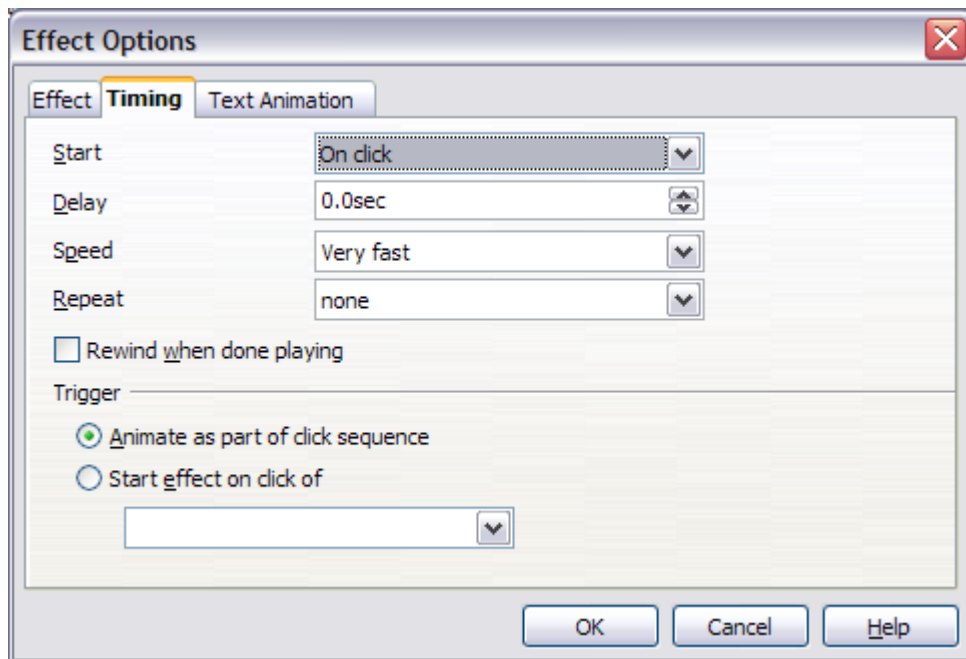 Effect Options
Effect Timing Text Animation
Start On click
Delay 0.0sec
Speed Very fast
Repeat none
Rewind when done playing
Trigger
Animate as part of click sequence
Start effect on click of
OK Cancel Help